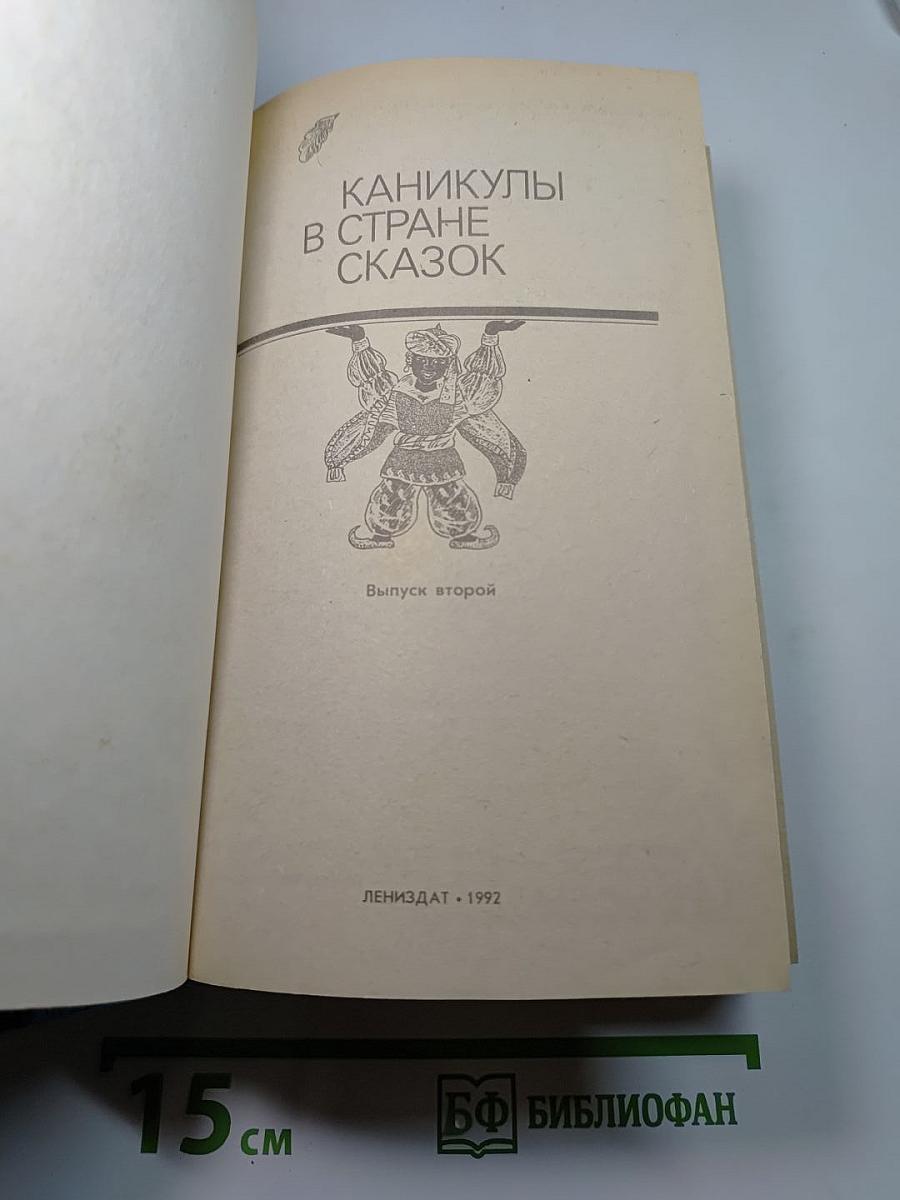 КАНИКУЛЫ
В СТРАНЕ
СКАЗОК
Выпуск второй
ЛЕНИЗДАТ • 1992
15 см
БФ БИБЛИОФАН